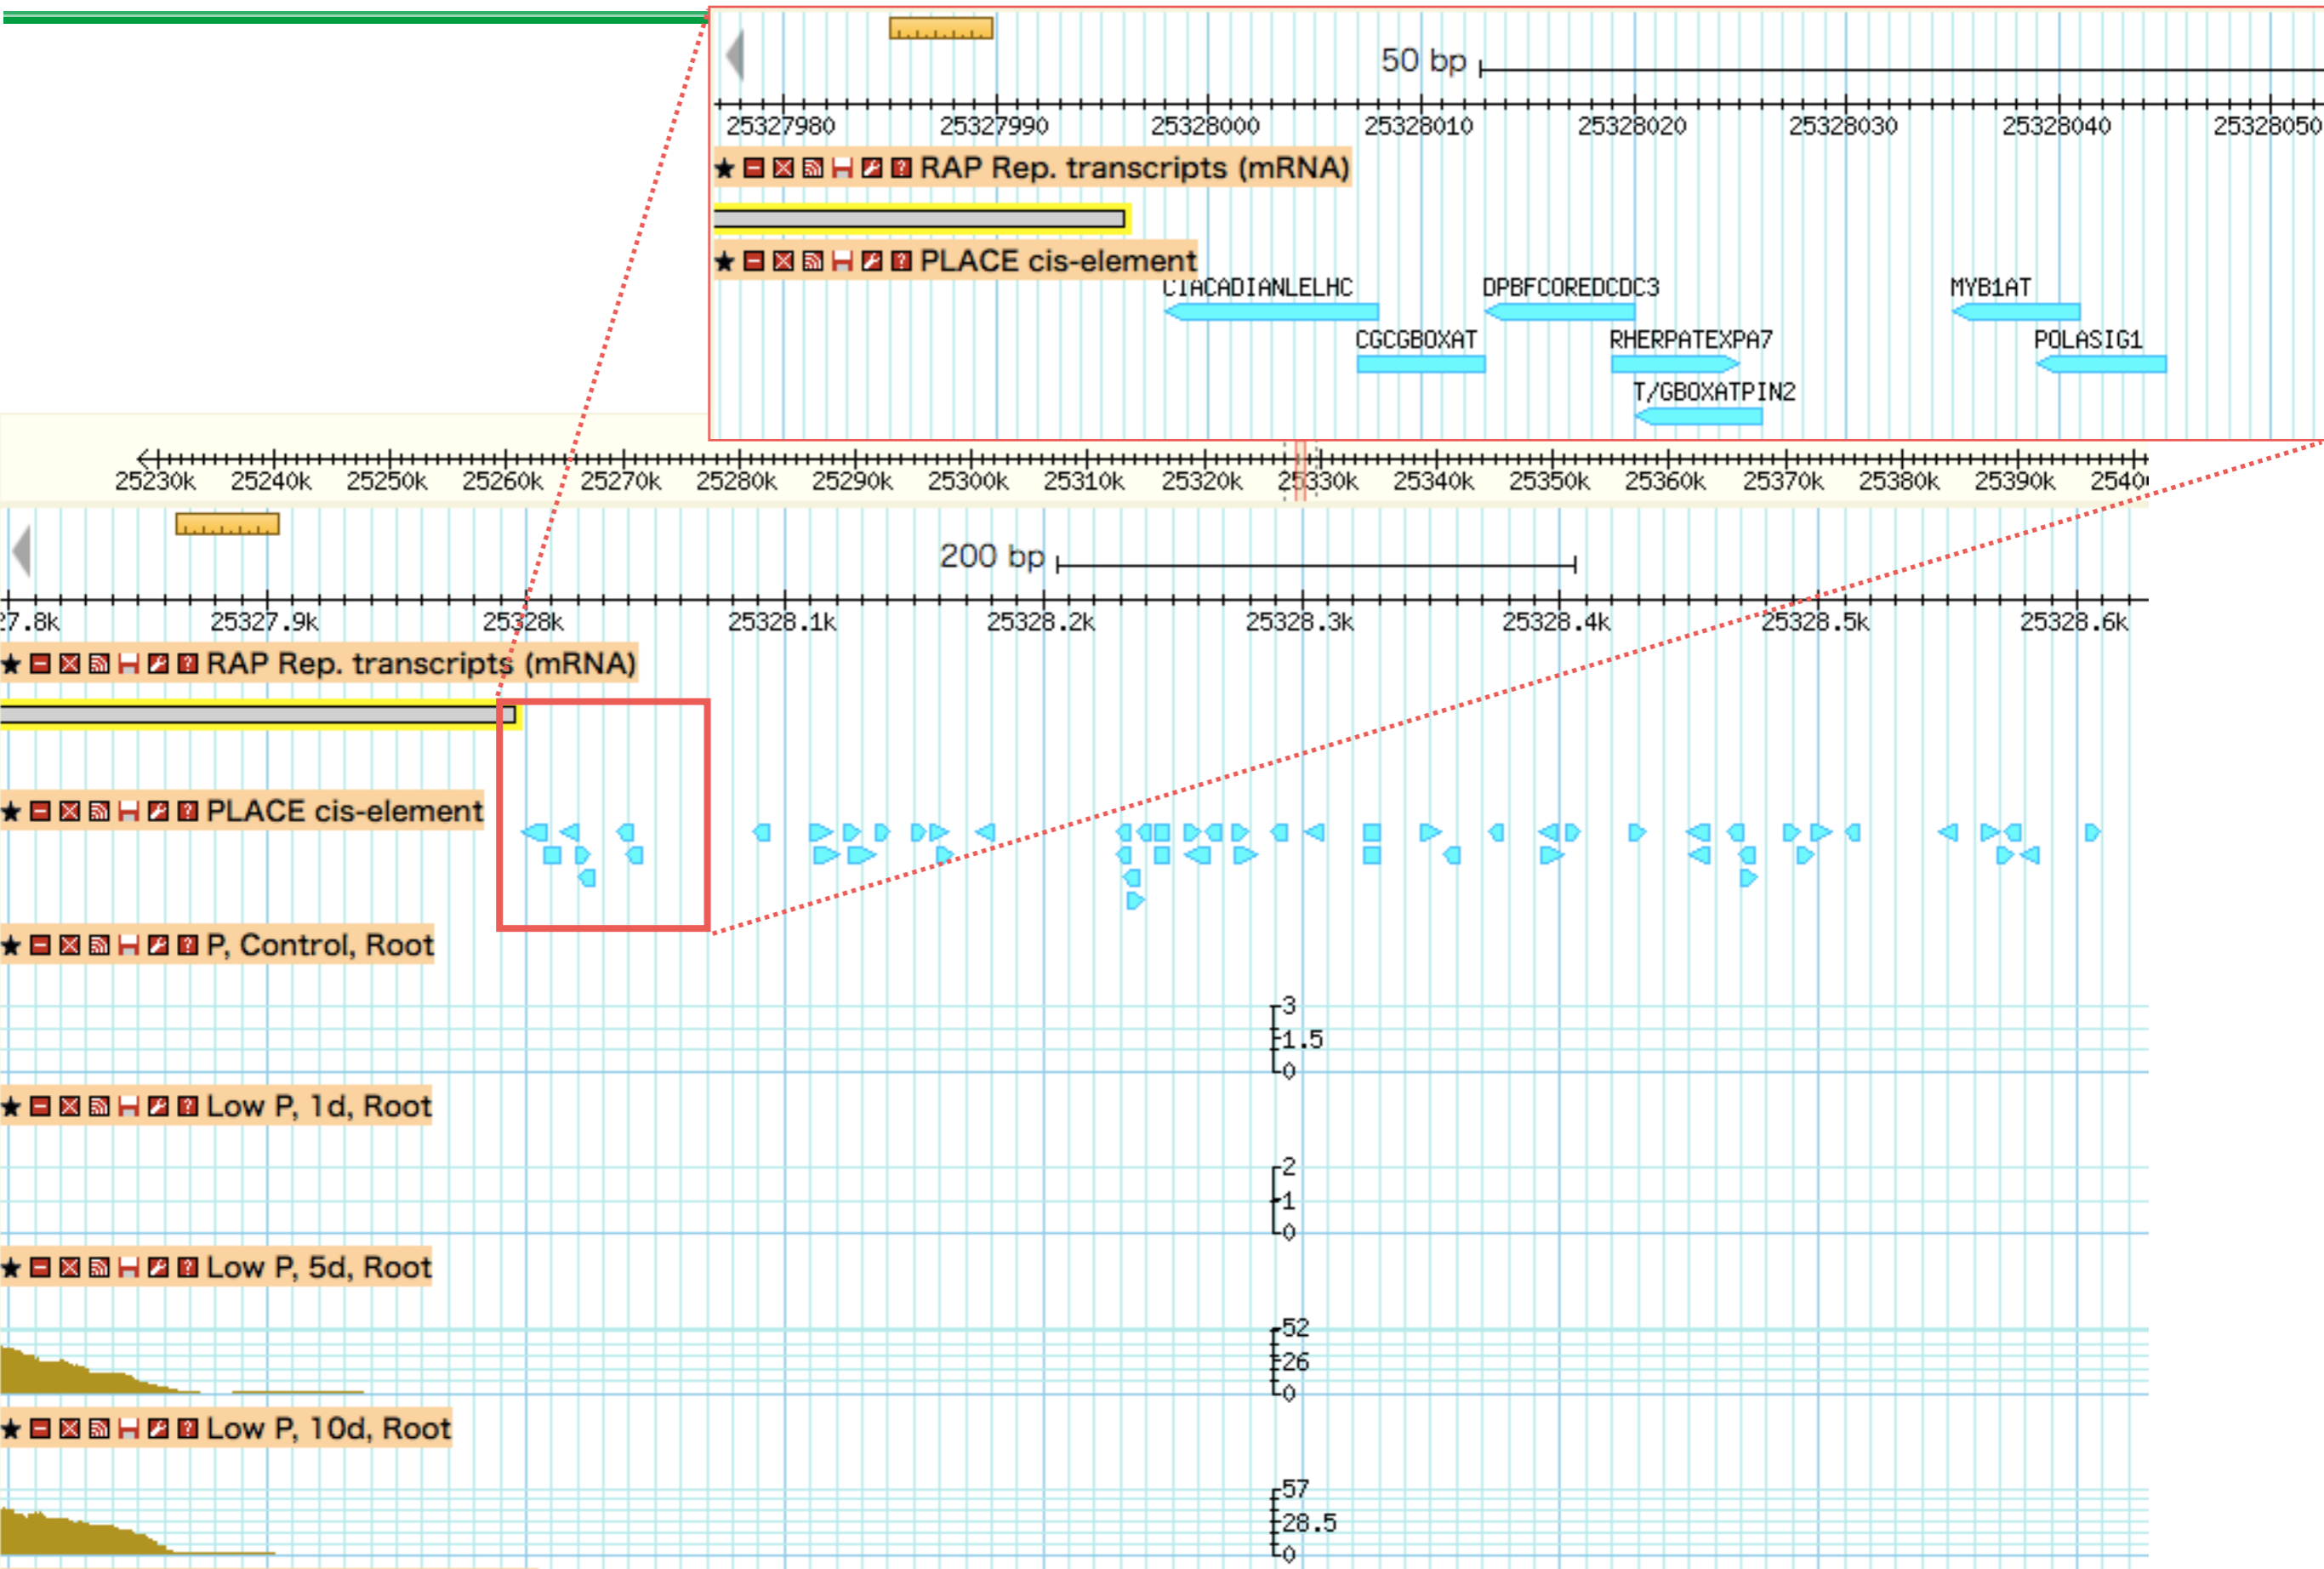 50 bp
25327980 25327990 25328000 25328010 25328020 25328030 25328040 25328050
RAP Rep. transcripts (mRNA)
PLACE cis-element
CIACADIANLELHC DPBFCOREDCDC3 MYB1AT
CGCGBOXAT RHERPATEXPA7 POLASIG1
T/GBOXATPIN2
25230k 25240k 25250k 25260k 25270k 25280k 25290k 25300k 25310k 25320k 25330k 25340k 25350k 25360k 25370k 25380k 25390k 2540
200 bp
27.8k 25327.9k 25328k 25328.1k 25328.2k 25328.3k 25328.4k 25328.5k 25328.6k
RAP Rep. transcripts (mRNA)
PLACE cis-element
P, Control, Root
3
1.5
0
Low P, 1d, Root
2
1
0
Low P, 5d, Root
52
26
0
Low P, 10d, Root
57
28.5
0